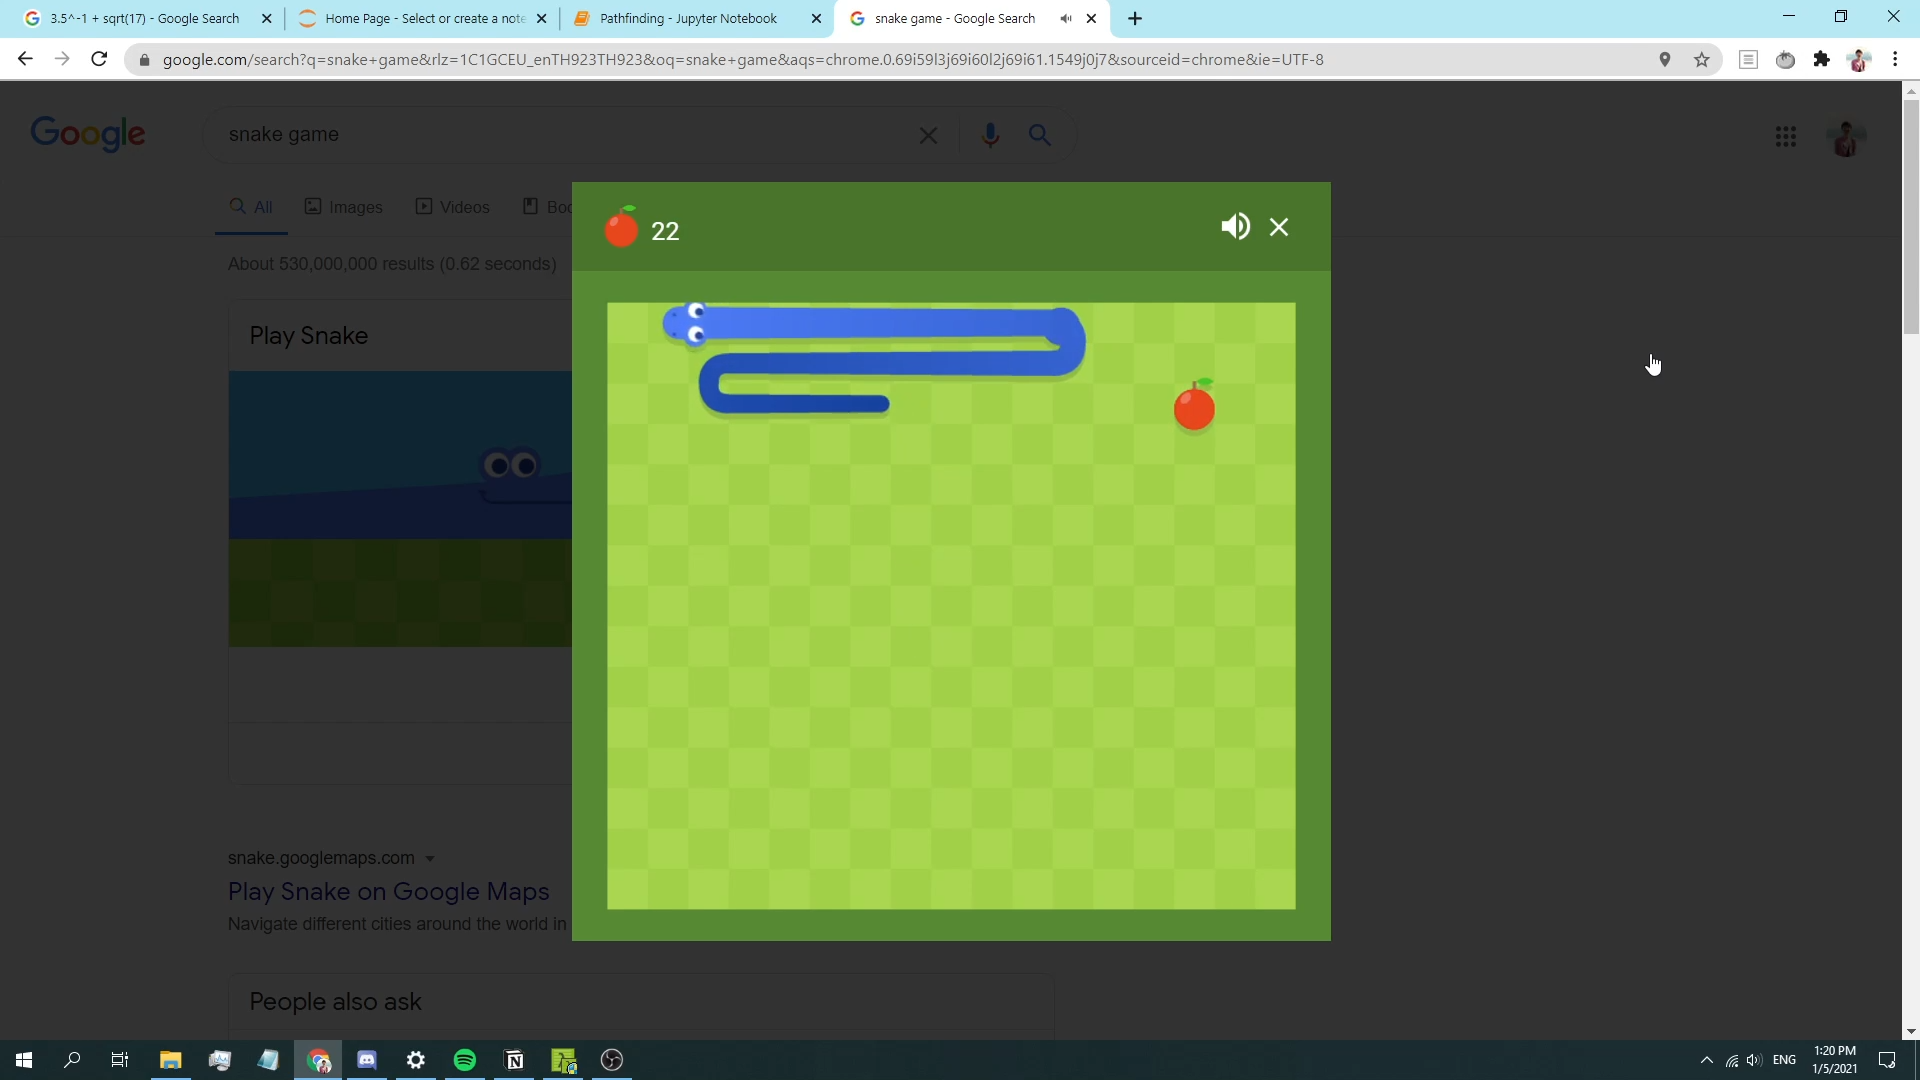 3.5^-1 + sqrt(17) - Google Search
Home Page - Select or create a note
Pathfinding - Jupyter Notebook
snake game - Google Search
google.com/search?q=snake+game&rlz=1C1GCEU_enTH923TH923&oq=snake+game&aqs=chrome.0.69i59l3j69i60l2j69i61.1549j0j7&sourceid=chrome&ie=UTF-8
Google
snake game
All
Images
Videos
Boo
22
About 530,000,000 results (0.62 seconds)
Play Snake
snake.googlemaps.com
Play Snake on Google Maps
Navigate different cities around the world in
People also ask
ENG
1:20 PM
1/5/2021